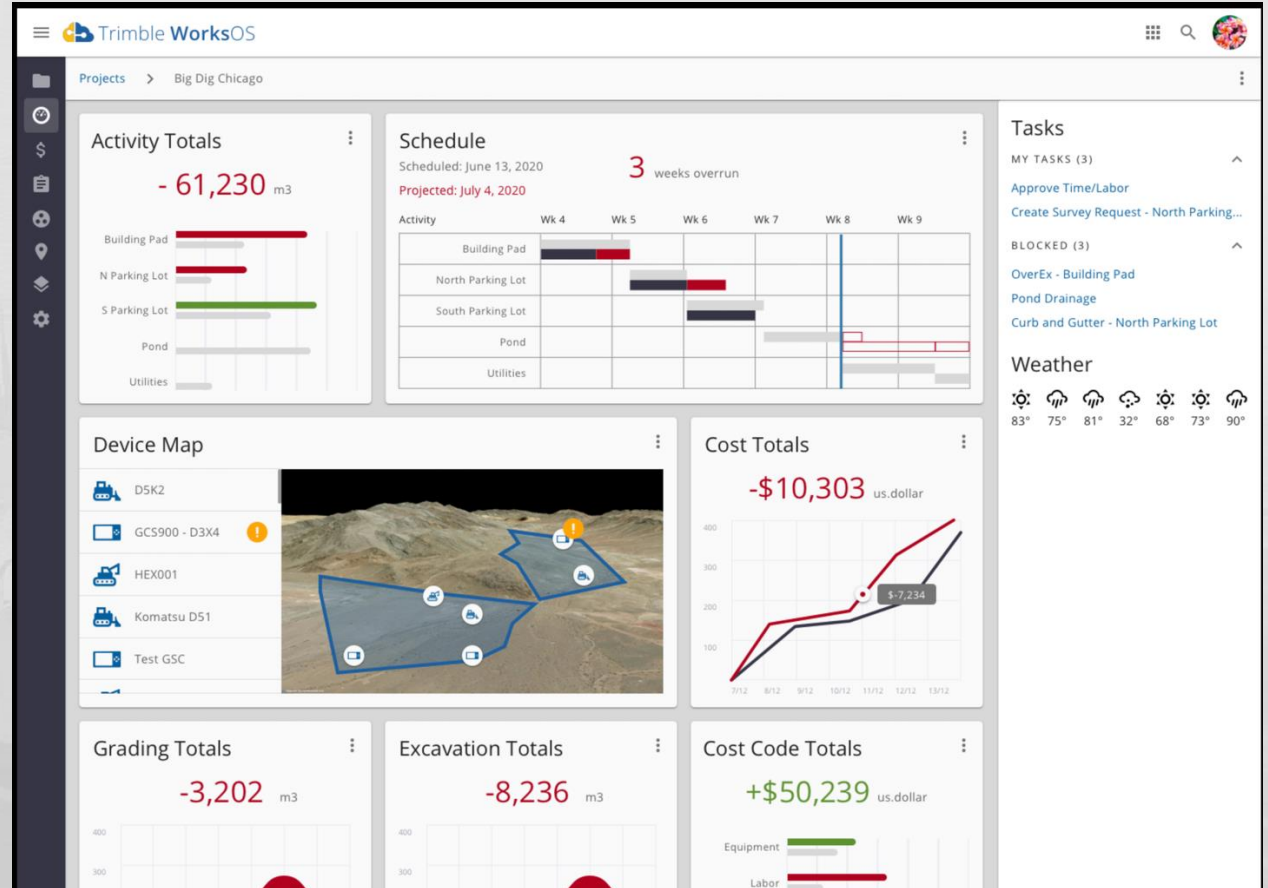 Trimble WorksOS
Projects > Big Dig Chicago
Activity Totals
- 61,230 m3
Building Pad
N Parking Lot
S Parking Lot
Pond
Utilities
Schedule
Scheduled: June 13, 2020
Projected: July 4, 2020
3 weeks overrun
Activity Wk 4 Wk 5 Wk 6 Wk 7 Wk 8 Wk 9
Building Pad
North Parking Lot
South Parking Lot
Pond
Utilities
Tasks
MY TASKS (3)
Approve Time/Labor
Create Survey Request - North Parking...
BLOCKED (3)
OverEx - Building Pad
Pond Drainage
Curb and Gutter - North Parking Lot
Weather
83° 75° 81° 32° 68° 73° 90°
Device Map
D5K2
GCS900 - D3X4
HEX001
Komatsu D51
Test GSC
Cost Totals
-$10,303 us.dollar
400
300
200
100
$-7,234
7/12 8/12 9/12 10/12 11/12 12/12 13/12
Grading Totals
-3,202 m3
400
300
Excavation Totals
-8,236 m3
400
300
Cost Code Totals
+$50,239 us.dollar
Equipment
Labor